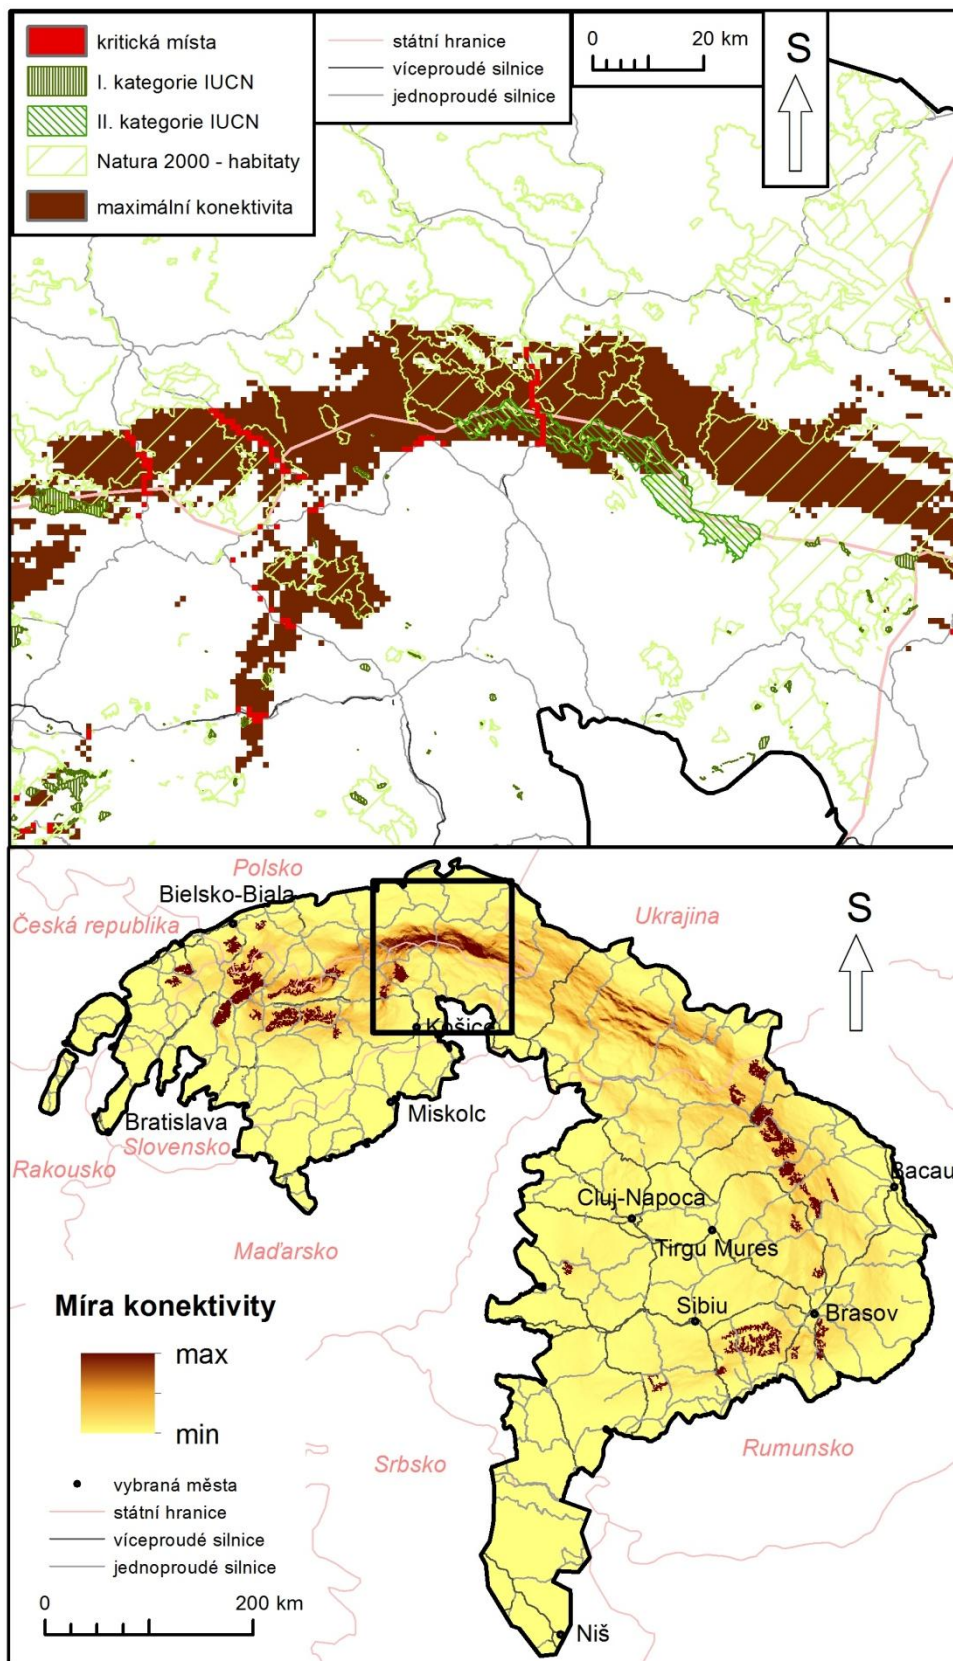 kritická místa
I. kategorie IUCN
II. kategorie IUCN
Natura 2000 - habitaty
maximální konektivita
státní hranice
víceproudé silnice
jednoproudé silnice
0 20 km
S
Polsko
Bielsko-Biala
Česká republika
Ukrajina
S
Košice
Bratislava
Miskolc
Slovensko
Rakousko
Bacau
Cluj-Napoca
Maďarsko
Tirgu Mures
Míra konektivity
Sibiu
Brasov
max
min
Srbsko
Rumunsko
vybraná města
státní hranice
víceproudé silnice
jednoproudé silnice
0 200 km
Niš